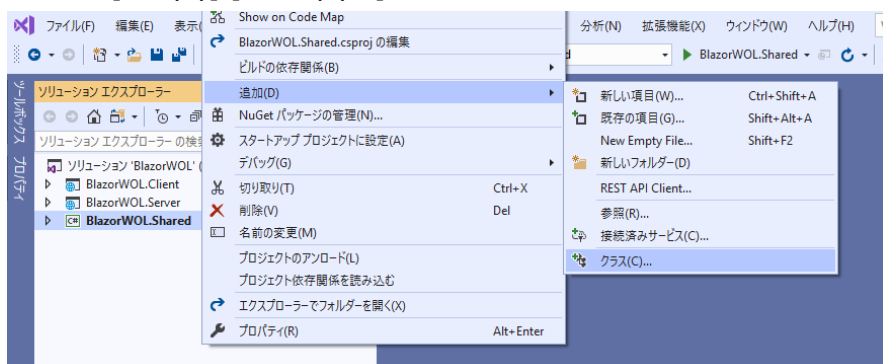 ファイル(F) 編集(E) 表示( 分析(N) 拡張機能(X) ウィンドウ(W) ヘルプ(H)
BlazorWOL.Shared
ツールボックス
プロパティ
ソリューション エクスプローラー
ソリューション エクスプローラー の検索
ソリューション 'BlazorWOL' (
BlazorWOL.Client
BlazorWOL.Server
BlazorWOL.Shared
Show on Code Map
BlazorWOL.Shared.csproj の編集
ビルドの依存関係(B)
追加(D)
NuGet パッケージの管理(N)...
スタートアップ プロジェクトに設定(A)
デバッグ(G)
切り取り(T) Ctrl+X
削除(V) Del
名前の変更(M)
プロジェクトのアンロード(L)
プロジェクト依存関係を読み込む
エクスプローラーでフォルダーを開く(X)
プロパティ(R) Alt+Enter
新しい項目(W)... Ctrl+Shift+A
既存の項目(G)... Shift+Alt+A
New Empty File... Shift+F2
新しいフォルダー(D)
REST API Client...
参照(R)...
接続済みサービス(C)...
クラス(C)...